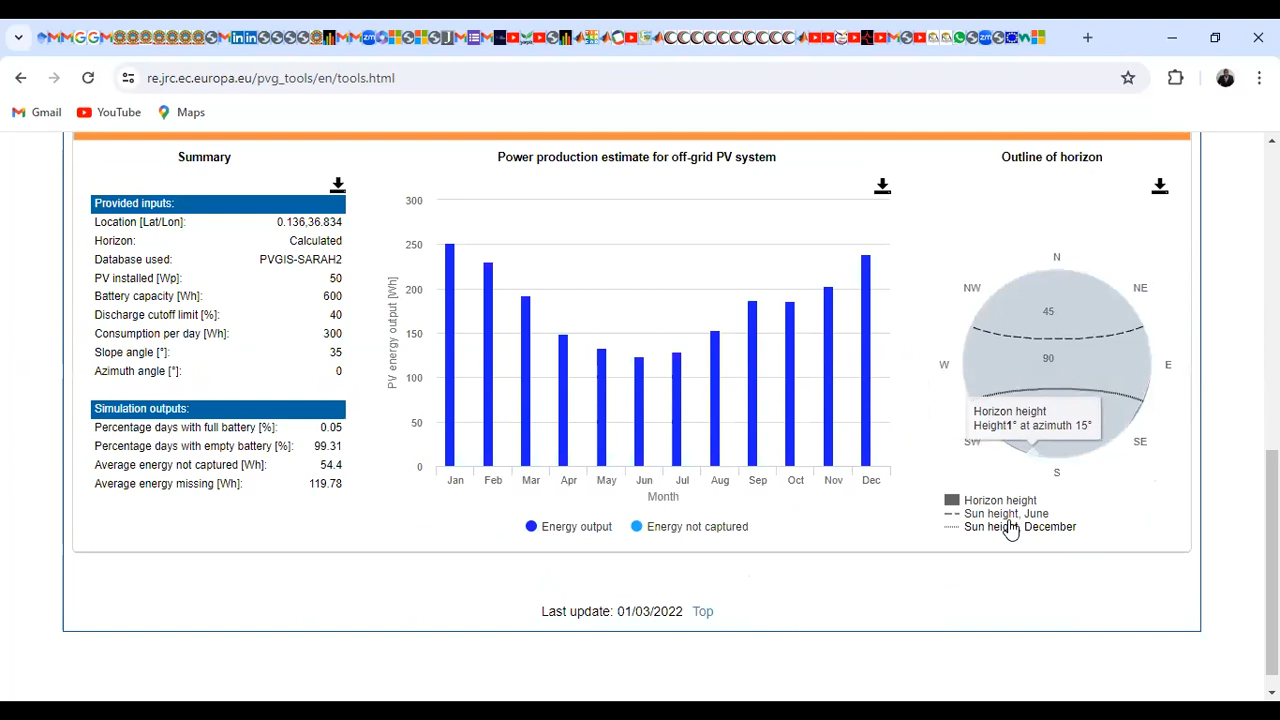 re.jrc.ec.europa.eu/pvg_tools/en/tools.html
Gmail YouTube Maps
Summary
Provided inputs:
Location [Lat/Lon]: 0.136,36.834
Horizon: Calculated
Database used: PVGIS-SARAH2
PV installed [Wp]: 50
Battery capacity [Wh]: 600
Discharge cutoff limit [%]: 40
Consumption per day [Wh]: 300
Slope angle [°]: 35
Azimuth angle [°]: 0
Simulation outputs:
Percentage days with full battery [%]: 0.05
Percentage days with empty battery [%]: 99.31
Average energy not captured [Wh]: 54.4
Average energy missing [Wh]: 119.78
Power production estimate for off-grid PV system
PV energy output [Wh]
300
250
200
150
100
50
0
Jan Feb Mar Apr May Jun Jul Aug Sep Oct Nov Dec
Month
Energy output Energy not captured
Outline of horizon
N
NW NE
45
W 90 E
Horizon height
Height1° at azimuth 15°
SW SE
S
Horizon height
Sun height, June
Sun height, December
Last update: 01/03/2022 Top